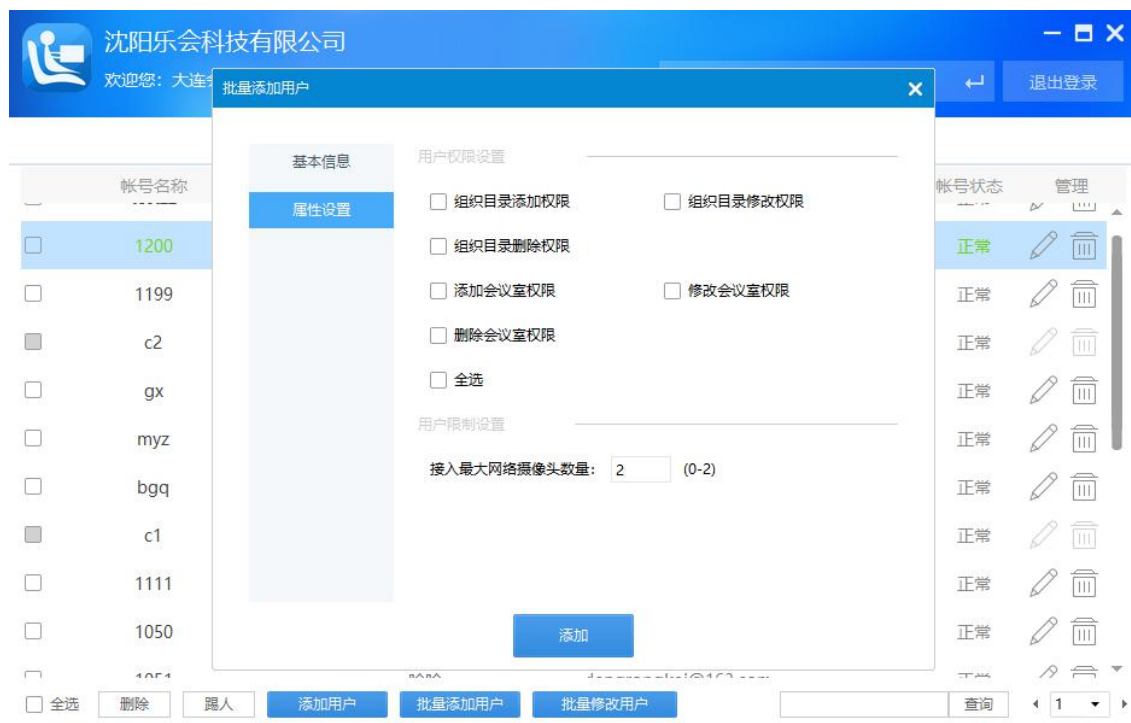 沈阳乐会科技有限公司
欢迎您：大连
退出登录
批量添加用户
基本信息
属性设置
用户权限设置
组织目录添加权限 组织目录修改权限
组织目录删除权限
添加会议室权限 修改会议室权限
删除会议室权限
全选
用户限制设置
接入最大网络摄像头数量： 2 (0-2)
添加
帐号名称 帐号状态 管理
1200 正常
1199 正常
c2 正常
gx 正常
myz 正常
bgq 正常
c1 正常
1111 正常
1050 正常
全选 删除 踢人 添加用户 批量添加用户 批量修改用户 查询 1